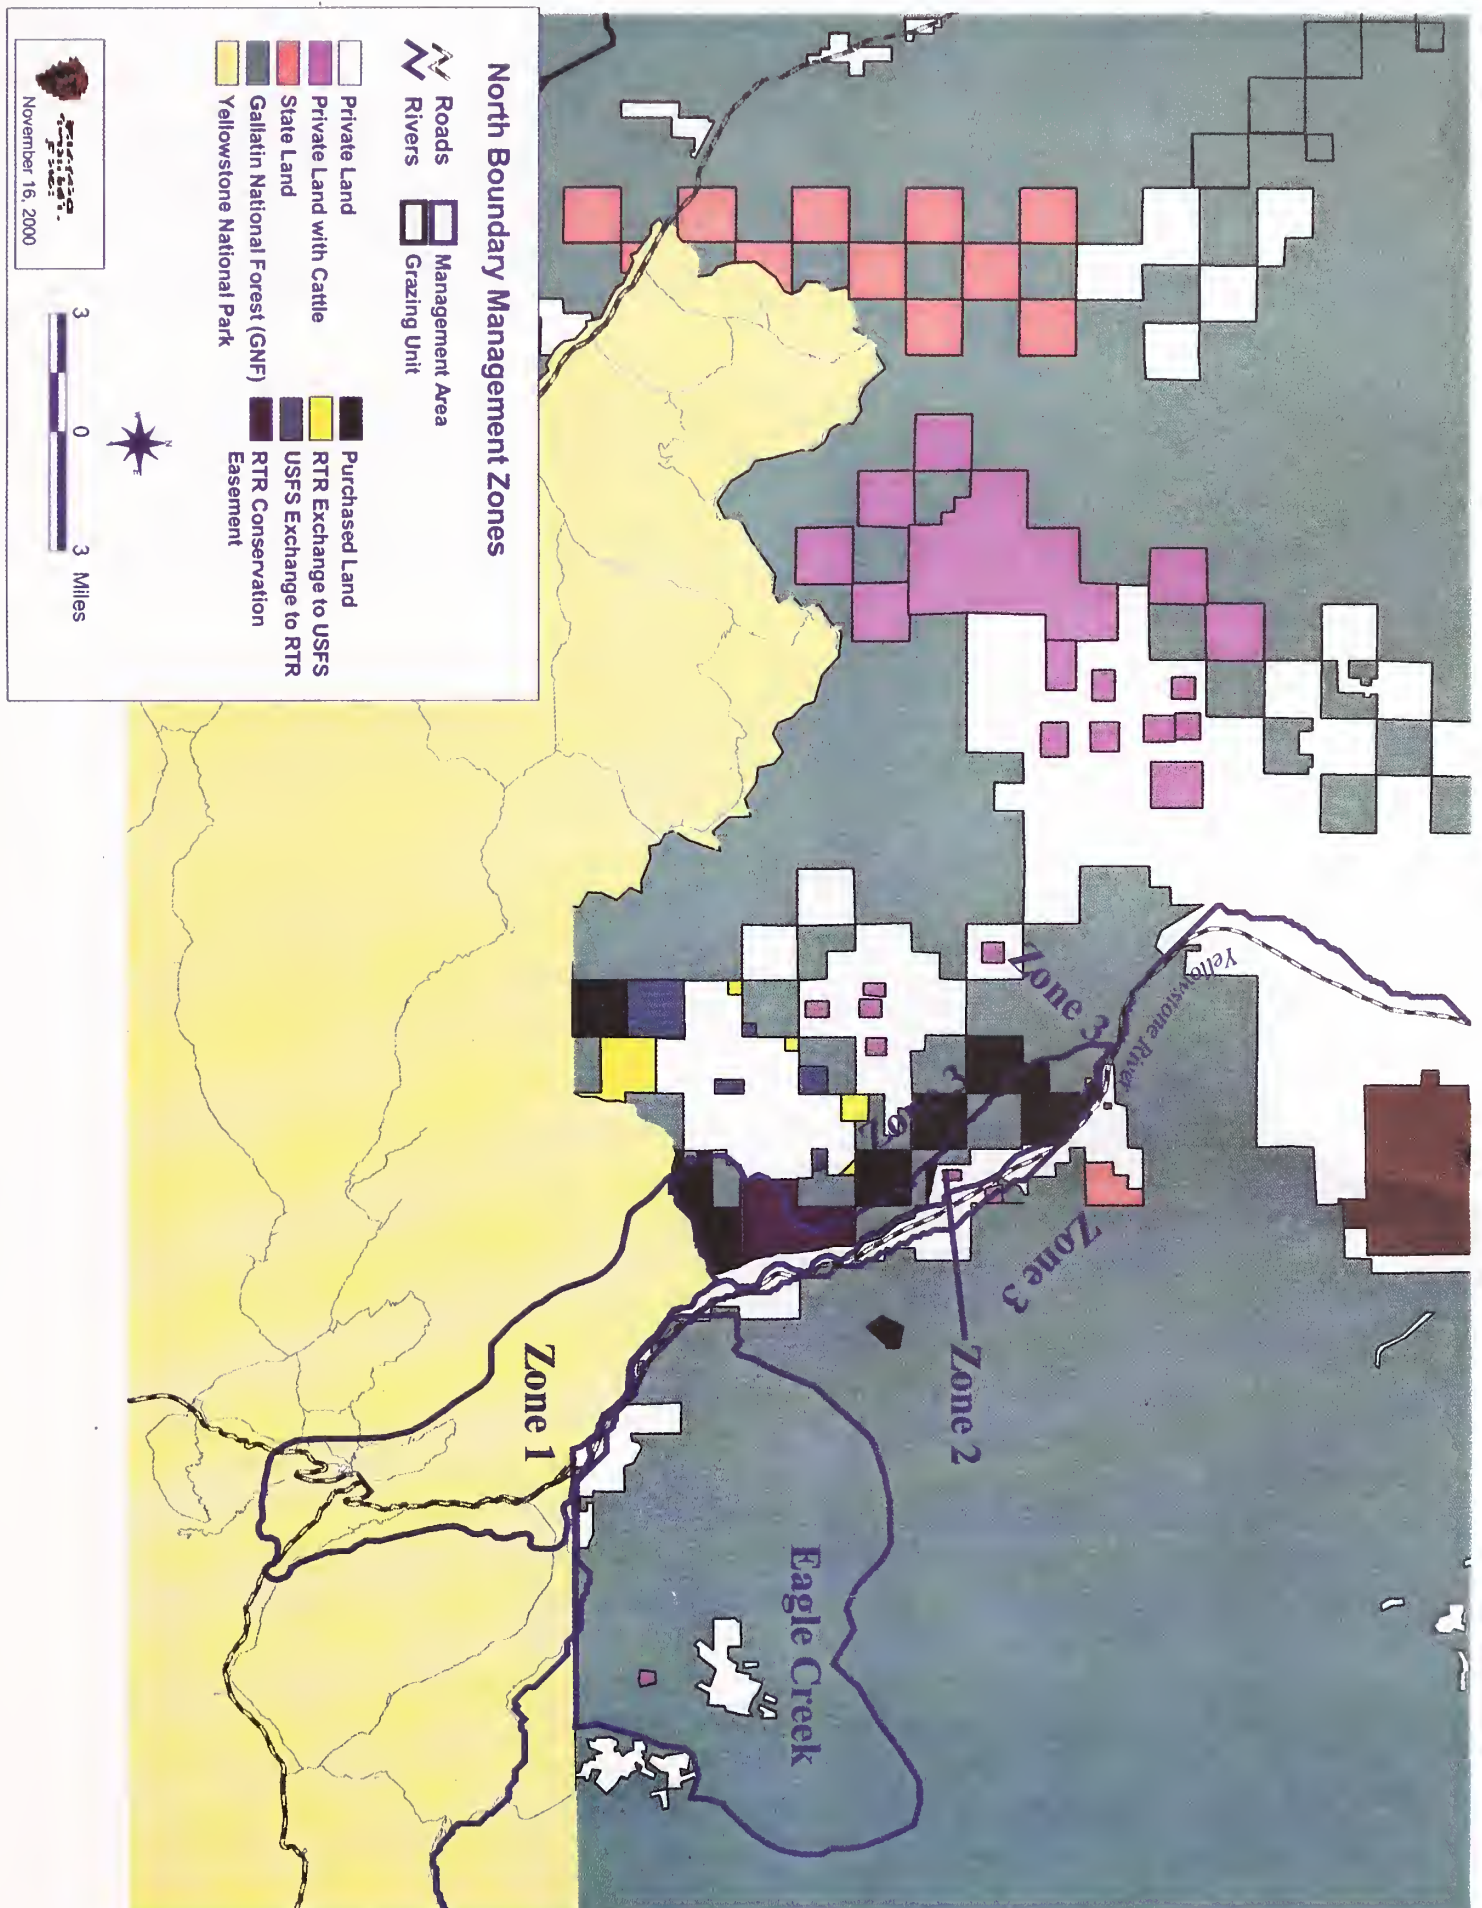 North Boundary Management Zones
Roads
Rivers
Management Area
Grazing Unit
Private Land
Private Land with Cattle
State Land
Gallatin National Forest (GNF)
Yellowstone National Park
Purchased Land
RTR Exchange to USFS
USFS Exchange to RTR
RTR Conservation
Easement
N
W
E
3 0 3 Miles
November 16, 2000
Yellowstone River
Zone 3
Zone 3
Zone 2
Zone 1
Eagle Creek